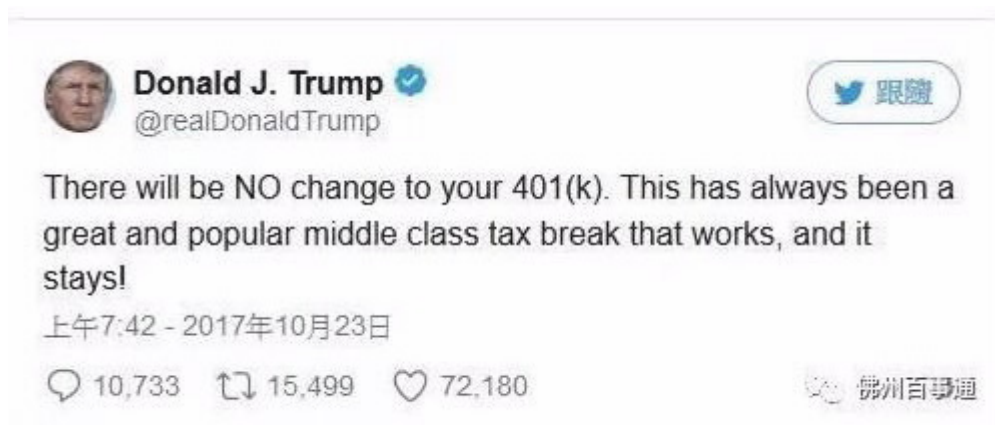 Donald J. Trump
@realDonaldTrump
跟隨
There will be NO change to your 401(k). This has always been a
great and popular middle class tax break that works, and it
stays!
上午7:42 - 2017年10月23日
10,733 15,499 72,180
佛州百事通